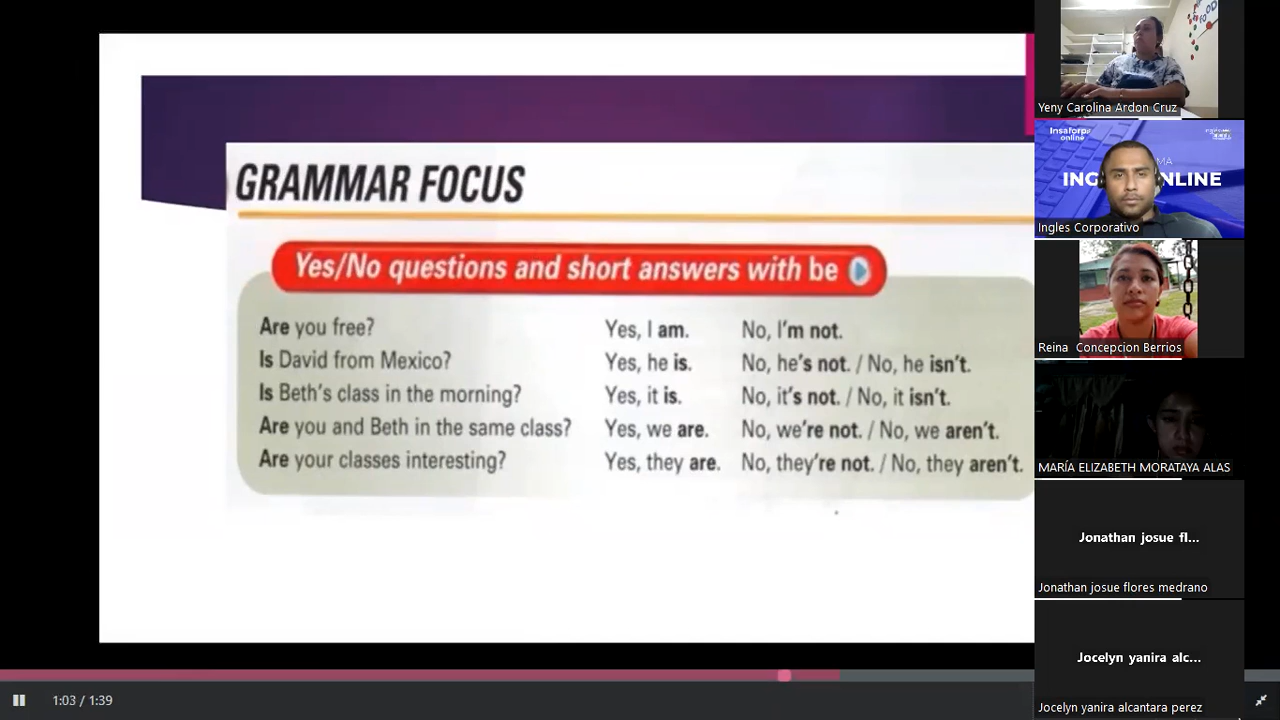 GRAMMAR FOCUS
Yes/No questions and short answers with be
Are you free? Yes, I am. No, I'm not.
Is David from Mexico? Yes, he is. No, he's not. / No, he isn't.
Is Beth's class in the morning? Yes, it is. No, it's not. / No, it isn't.
Are you and Beth in the same class? Yes, we are. No, we're not. / No, we aren't.
Are your classes interesting? Yes, they are. No, they're not. / No, they aren't.
1:03 / 1:39
Yeny Carolina Ardon Cruz
Insaforp
online
Ingles Corporativo
Reina Concepcion Berrios
MARÍA ELIZABETH MORATAYA ALAS
Jonathan josue fl...
Jonathan josue flores medrano
Jocelyn yanira alc...
Jocelyn yanira alcantara perez